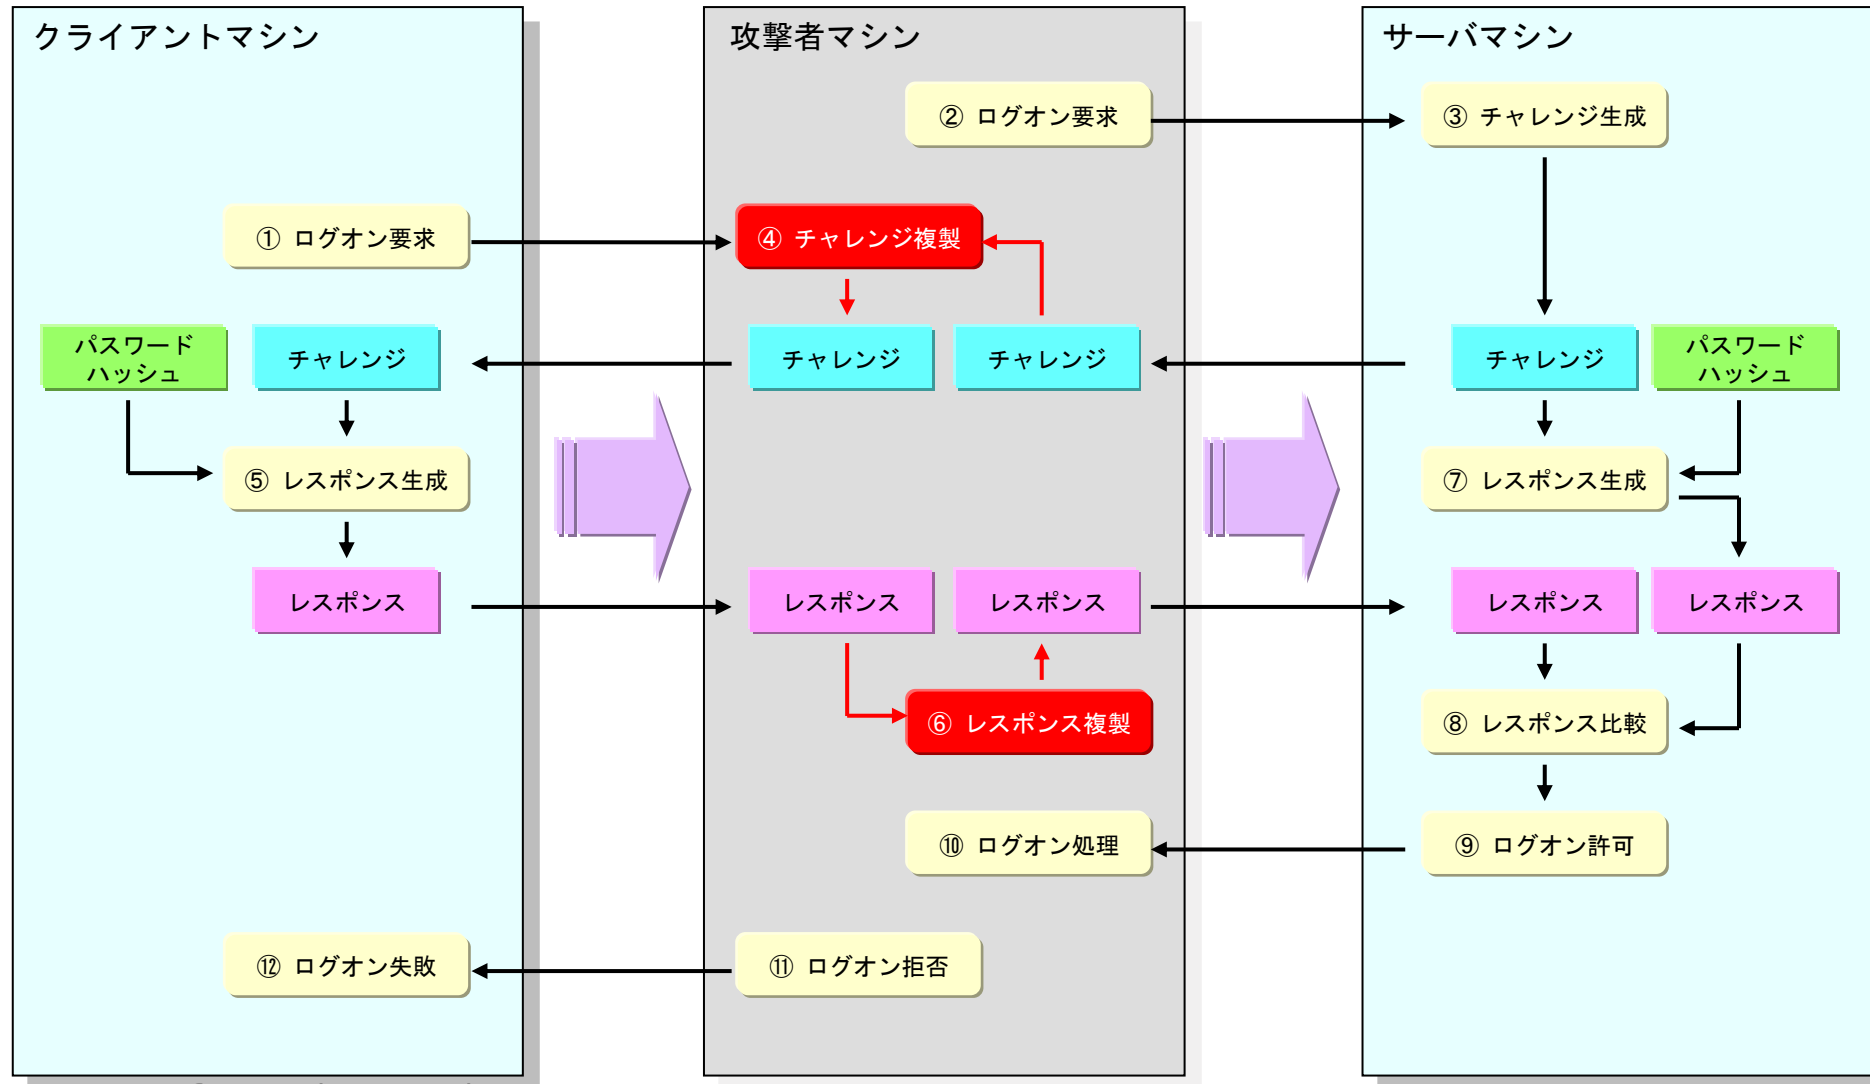 クライアントマシン
攻撃者マシン
サーバマシン
② ログオン要求
③ チャレンジ生成
① ログオン要求
④ チャレンジ複製
パスワード
ハッシュ
チャレンジ
チャレンジ
チャレンジ
チャレンジ
パスワード
ハッシュ
⑤ レスポンス生成
⑦ レスポンス生成
レスポンス
レスポンス
レスポンス
レスポンス
レスポンス
⑥ レスポンス複製
⑧ レスポンス比較
⑩ ログオン処理
⑨ ログオン許可
⑫ ログオン失敗
⑪ ログオン拒否